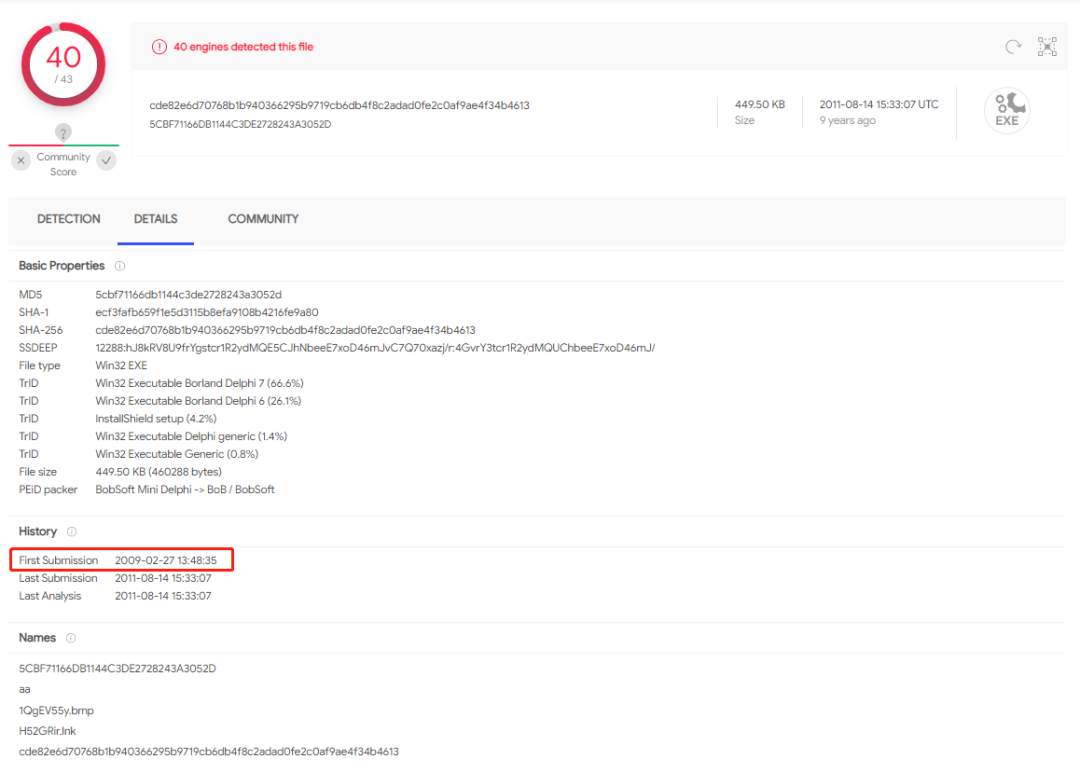 40
/ 43
40 engines detected this file
cde82e6d70768b1b940366295b9719cb6db4f8c2adad0fe2c0af9ae4f34b4613
5CBF71166DB1144C3DE2728243A3052D
449.50 KB
Size
2011-08-14 15:33:07 UTC
9 years ago
EXE
?
Community
Score
DETECTION DETAILS COMMUNITY
Basic Properties
MD5 5cbf71166db1144c3de2728243a3052d
SHA-1 ecf3fafb659f1e5d3115b8efa9108b4216fe9a80
SHA-256 cde82e6d70768b1b940366295b9719cb6db4f8c2adad0fe2c0af9ae4f34b4613
SSDEEP 12288:hJ8kRV8U9frYgstcr1R2ydMQE5CJhNbeeE7xoD46mJvC7Q70xazj/r:4GvrY3tcr1R2ydMQUChbeeE7xoD46mJ/
File type Win32 EXE
TrID Win32 Executable Borland Delphi 7 (66.6%)
TrID Win32 Executable Borland Delphi 6 (26.1%)
TrID InstallShield setup (4.2%)
TrID Win32 Executable Delphi generic (1.4%)
TrID Win32 Executable Generic (0.8%)
File size 449.50 KB (460288 bytes)
PEiD packer BobSoft Mini Delphi -> BoB / BobSoft
History
First Submission 2009-02-27 13:48:35
Last Submission 2011-08-14 15:33:07
Last Analysis 2011-08-14 15:33:07
Names
5CBF71166DB1144C3DE2728243A3052D
aa
1QgEV55y.bmp
H52GRir.lnk
cde82e6d70768b1b940366295b9719cb6db4f8c2adad0fe2c0af9ae4f34b4613